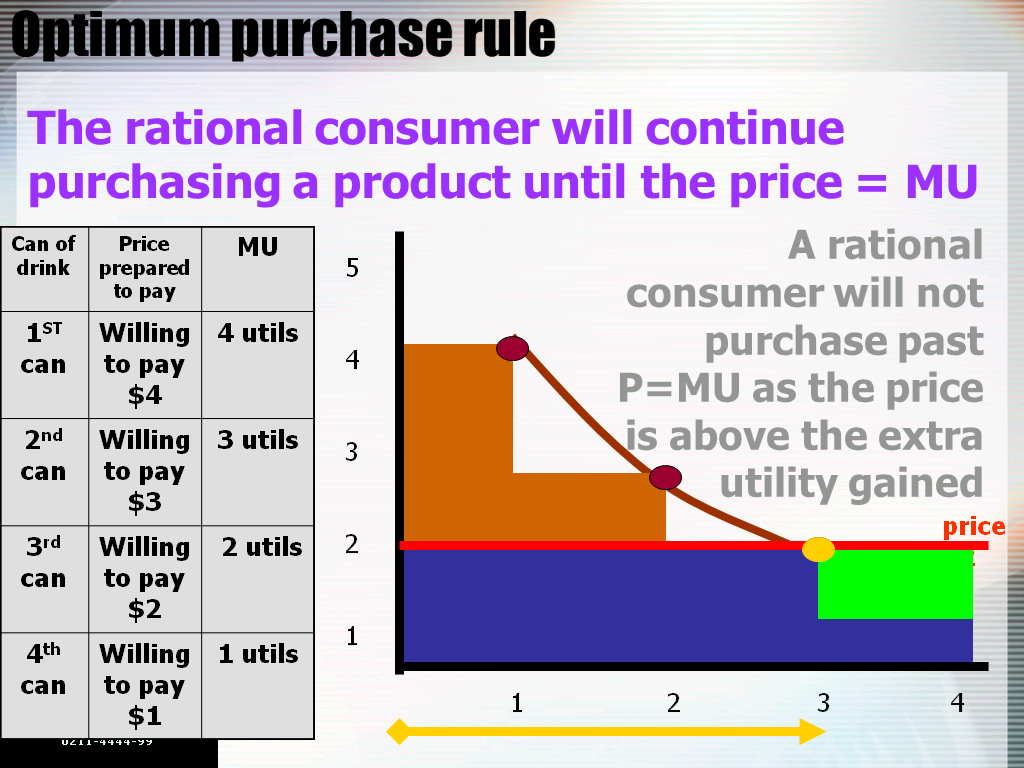 Optimum purchase rule
The rational consumer will continue
purchasing a product until the price = MU
Can of drink
Price prepared to pay
MU
1ST can
Willing to pay $4
4 utils
2nd can
Willing to pay $3
3 utils
3rd can
Willing to pay $2
2 utils
4th can
Willing to pay $1
1 utils
5
4
3
2
1
A rational
consumer will not
purchase past
P=MU as the price
is above the extra
utility gained
price
1
2
3
4